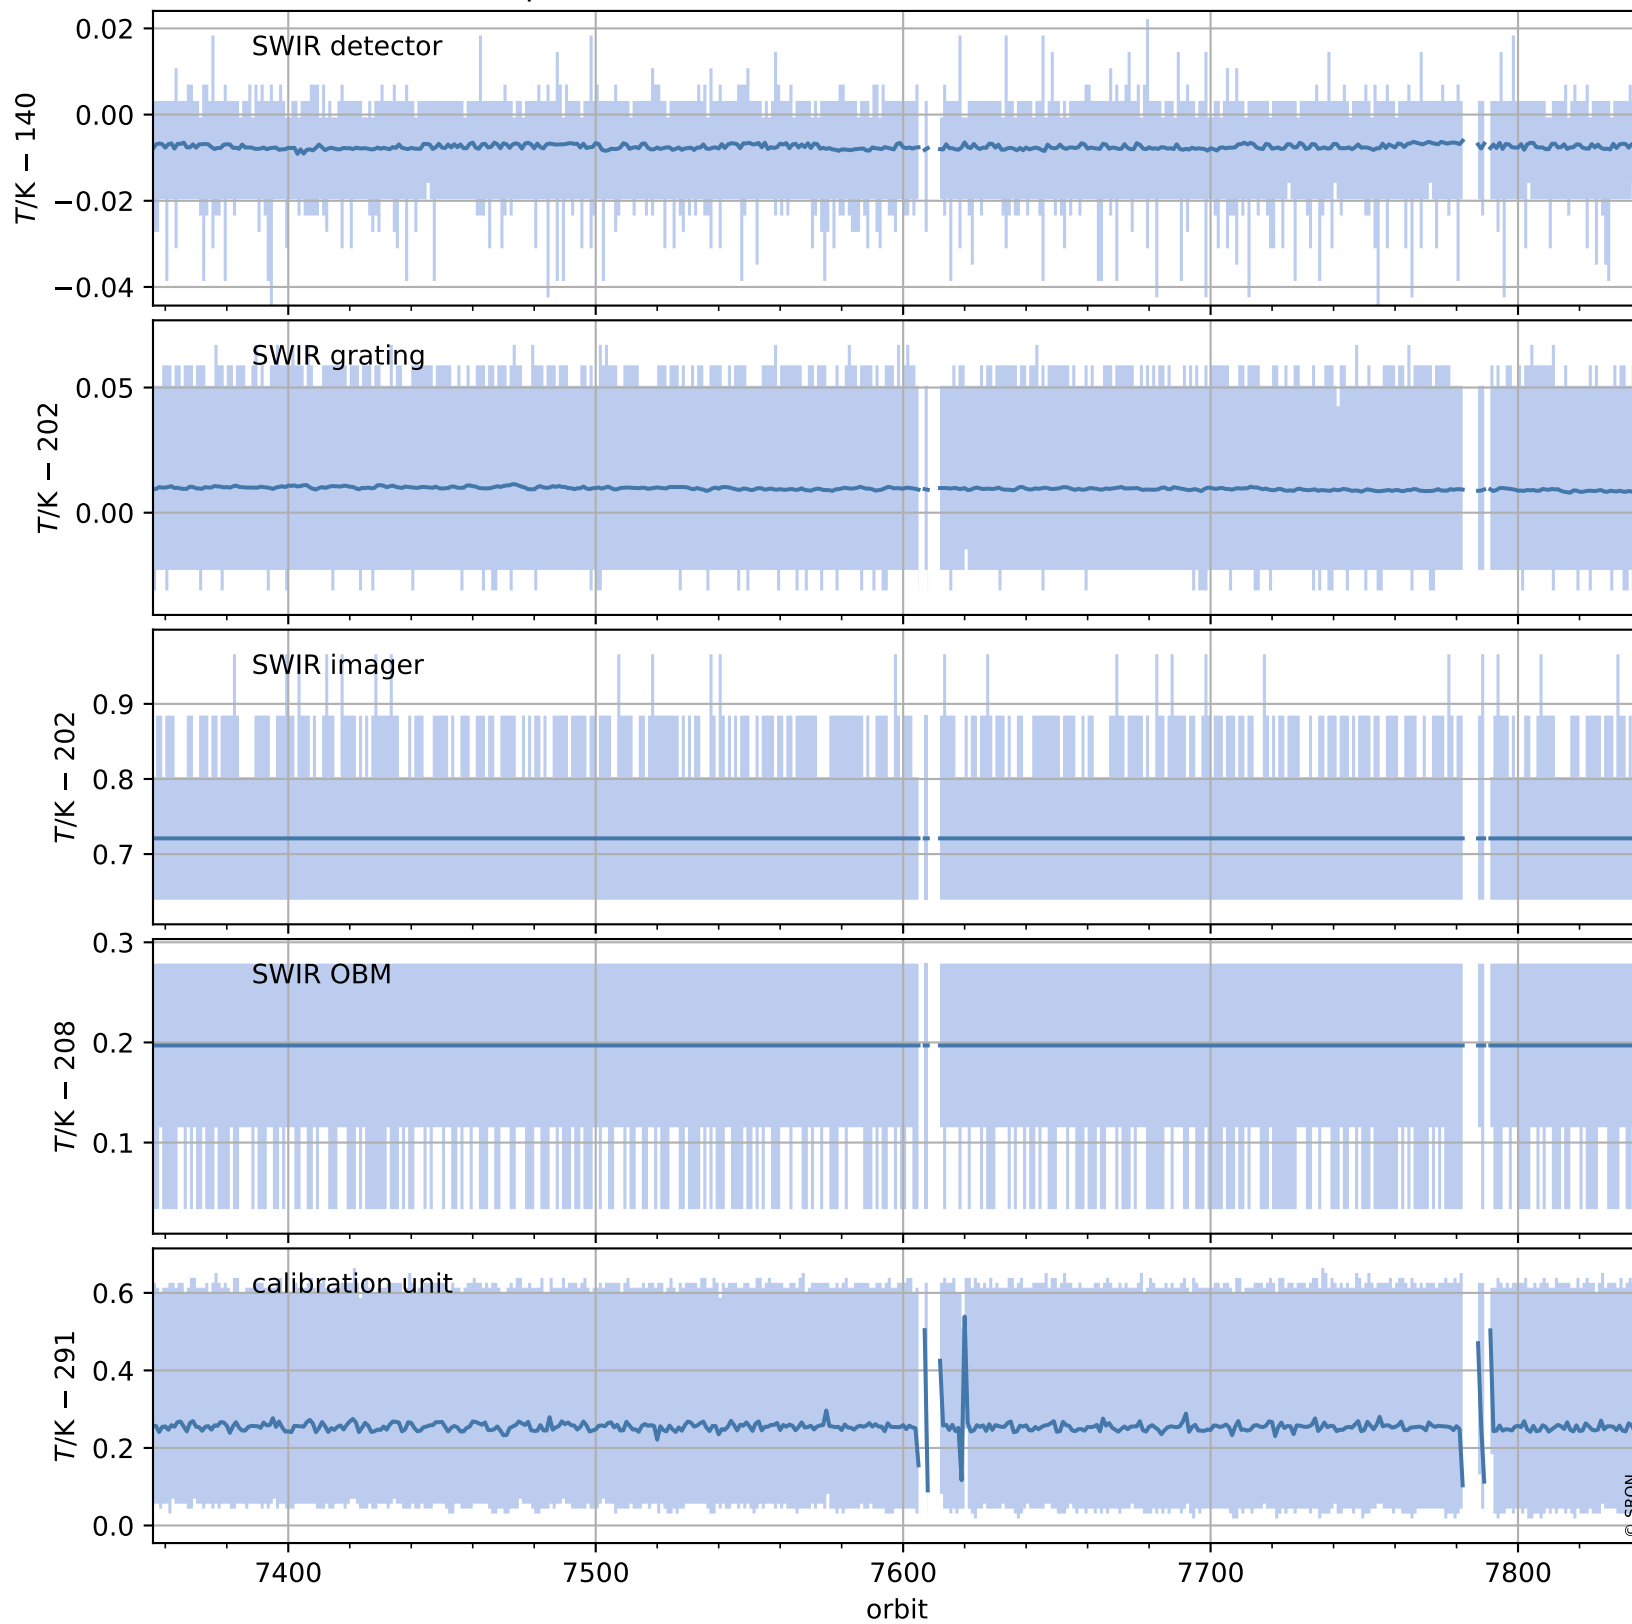 0.02
0.00
−0.02
−0.04
T/K − 140
SWIR detector
0.05
0.00
T/K − 202
SWIR grating
0.9
0.8
0.7
T/K − 202
SWIR imager
0.3
0.2
0.1
T/K − 208
SWIR OBM
0.6
0.4
0.2
0.0
T/K − 291
calibration unit
7400 7500 7600 7700 7800
orbit
© SRON